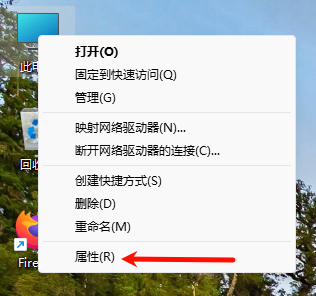 此
打开(O)
固定到快速访问(Q)
管理(G)
映射网络驱动器(N)...
断开网络驱动器的连接(C)...
回收
创建快捷方式(S)
删除(D)
重命名(M)
属性(R)
Fire